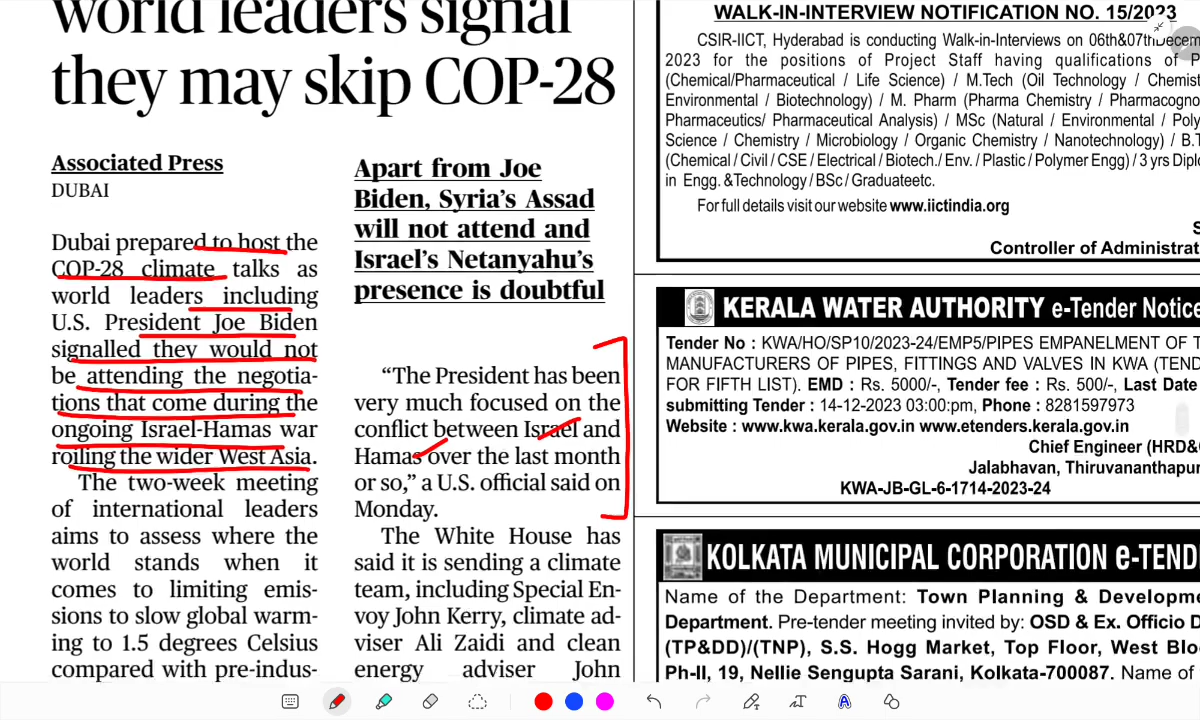 world leaders signal
they may skip COP-28
Associated Press
DUBAI
Dubai prepared to host the
COP-28 climate talks as
world leaders including
U.S. President Joe Biden
signalled they would not
be attending the negotia-
tions that come during the
ongoing Israel-Hamas war
roiling the wider West Asia.
The two-week meeting
of international leaders
aims to assess where the
world stands when it
comes to limiting emis-
sions to slow global warm-
ing to 1.5 degrees Celsius
compared with pre-indus-
Apart from Joe
Biden, Syria's Assad
will not attend and
Israel's Netanyahu's
presence is doubtful
“The President has been
very much focused on the
conflict between Israel and
Hamas over the last month
or so,” a U.S. official said on
Monday.
The White House has
said it is sending a climate
team, including Special En-
voy John Kerry, climate ad-
viser Ali Zaidi and clean
energy adviser John
WALK-IN-INTERVIEW NOTIFICATION NO. 15/2023
CSIR-IICT, Hyderabad is conducting Walk-in-Interviews on 06th&07th Decem
2023 for the positions of Project Staff having qualifications of P
(Chemical/Pharmaceutical / Life Science) / M.Tech (Oil Technology / Chemist
Environmental / Biotechnology) / M. Pharm (Pharma Chemistry / Pharmacogno
Pharmaceutics/ Pharmaceutical Analysis) / MSc (Natural / Environmental / Poly
Science / Chemistry / Microbiology / Organic Chemistry / Nanotechnology) / B.T
(Chemical / Civil / CSE / Electrical / Biotech./ Env. / Plastic / Polymer Engg) / 3 yrs Diplo
in Engg. &Technology / BSc / Graduateetc.
For full details visit our website www.iictindia.org
S
Controller of Administrat
KERALA WATER AUTHORITY e-Tender Notice
Tender No : KWA/HO/SP10/2023-24/EMP5/PIPES EMPANELMENT OF T
MANUFACTURERS OF PIPES, FITTINGS AND VALVES IN KWA (TEND
FOR FIFTH LIST). EMD : Rs. 5000/-, Tender fee : Rs. 500/-, Last Date
submitting Tender : 14-12-2023 03:00:pm, Phone : 8281597973
Website : www.kwa.kerala.gov.in www.etenders.kerala.gov.in
Chief Engineer (HRD&
Jalabhavan, Thiruvananthapur
KWA-JB-GL-6-1714-2023-24
KOLKATA MUNICIPAL CORPORATION e-TEND
Name of the Department: Town Planning & Developme
Department. Pre-tender meeting invited by: OSD & Ex. Officio D
(TP&DD)/(TNP), S.S. Hogg Market, Top Floor, West Bloc
Ph-II, 19, Nellie Sengupta Sarani, Kolkata-700087. Name of